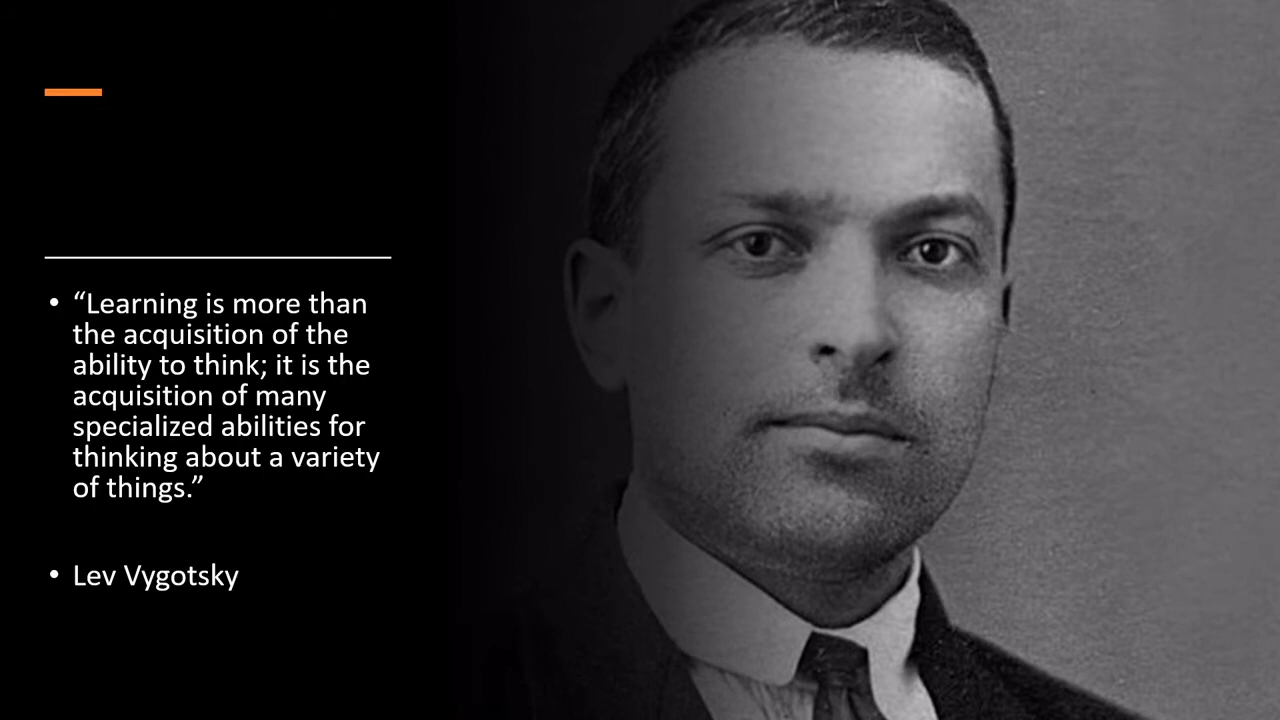 • “Learning is more than
the acquisition of the
ability to think; it is the
acquisition of many
specialized abilities for
thinking about a variety
of things.”
• Lev Vygotsky